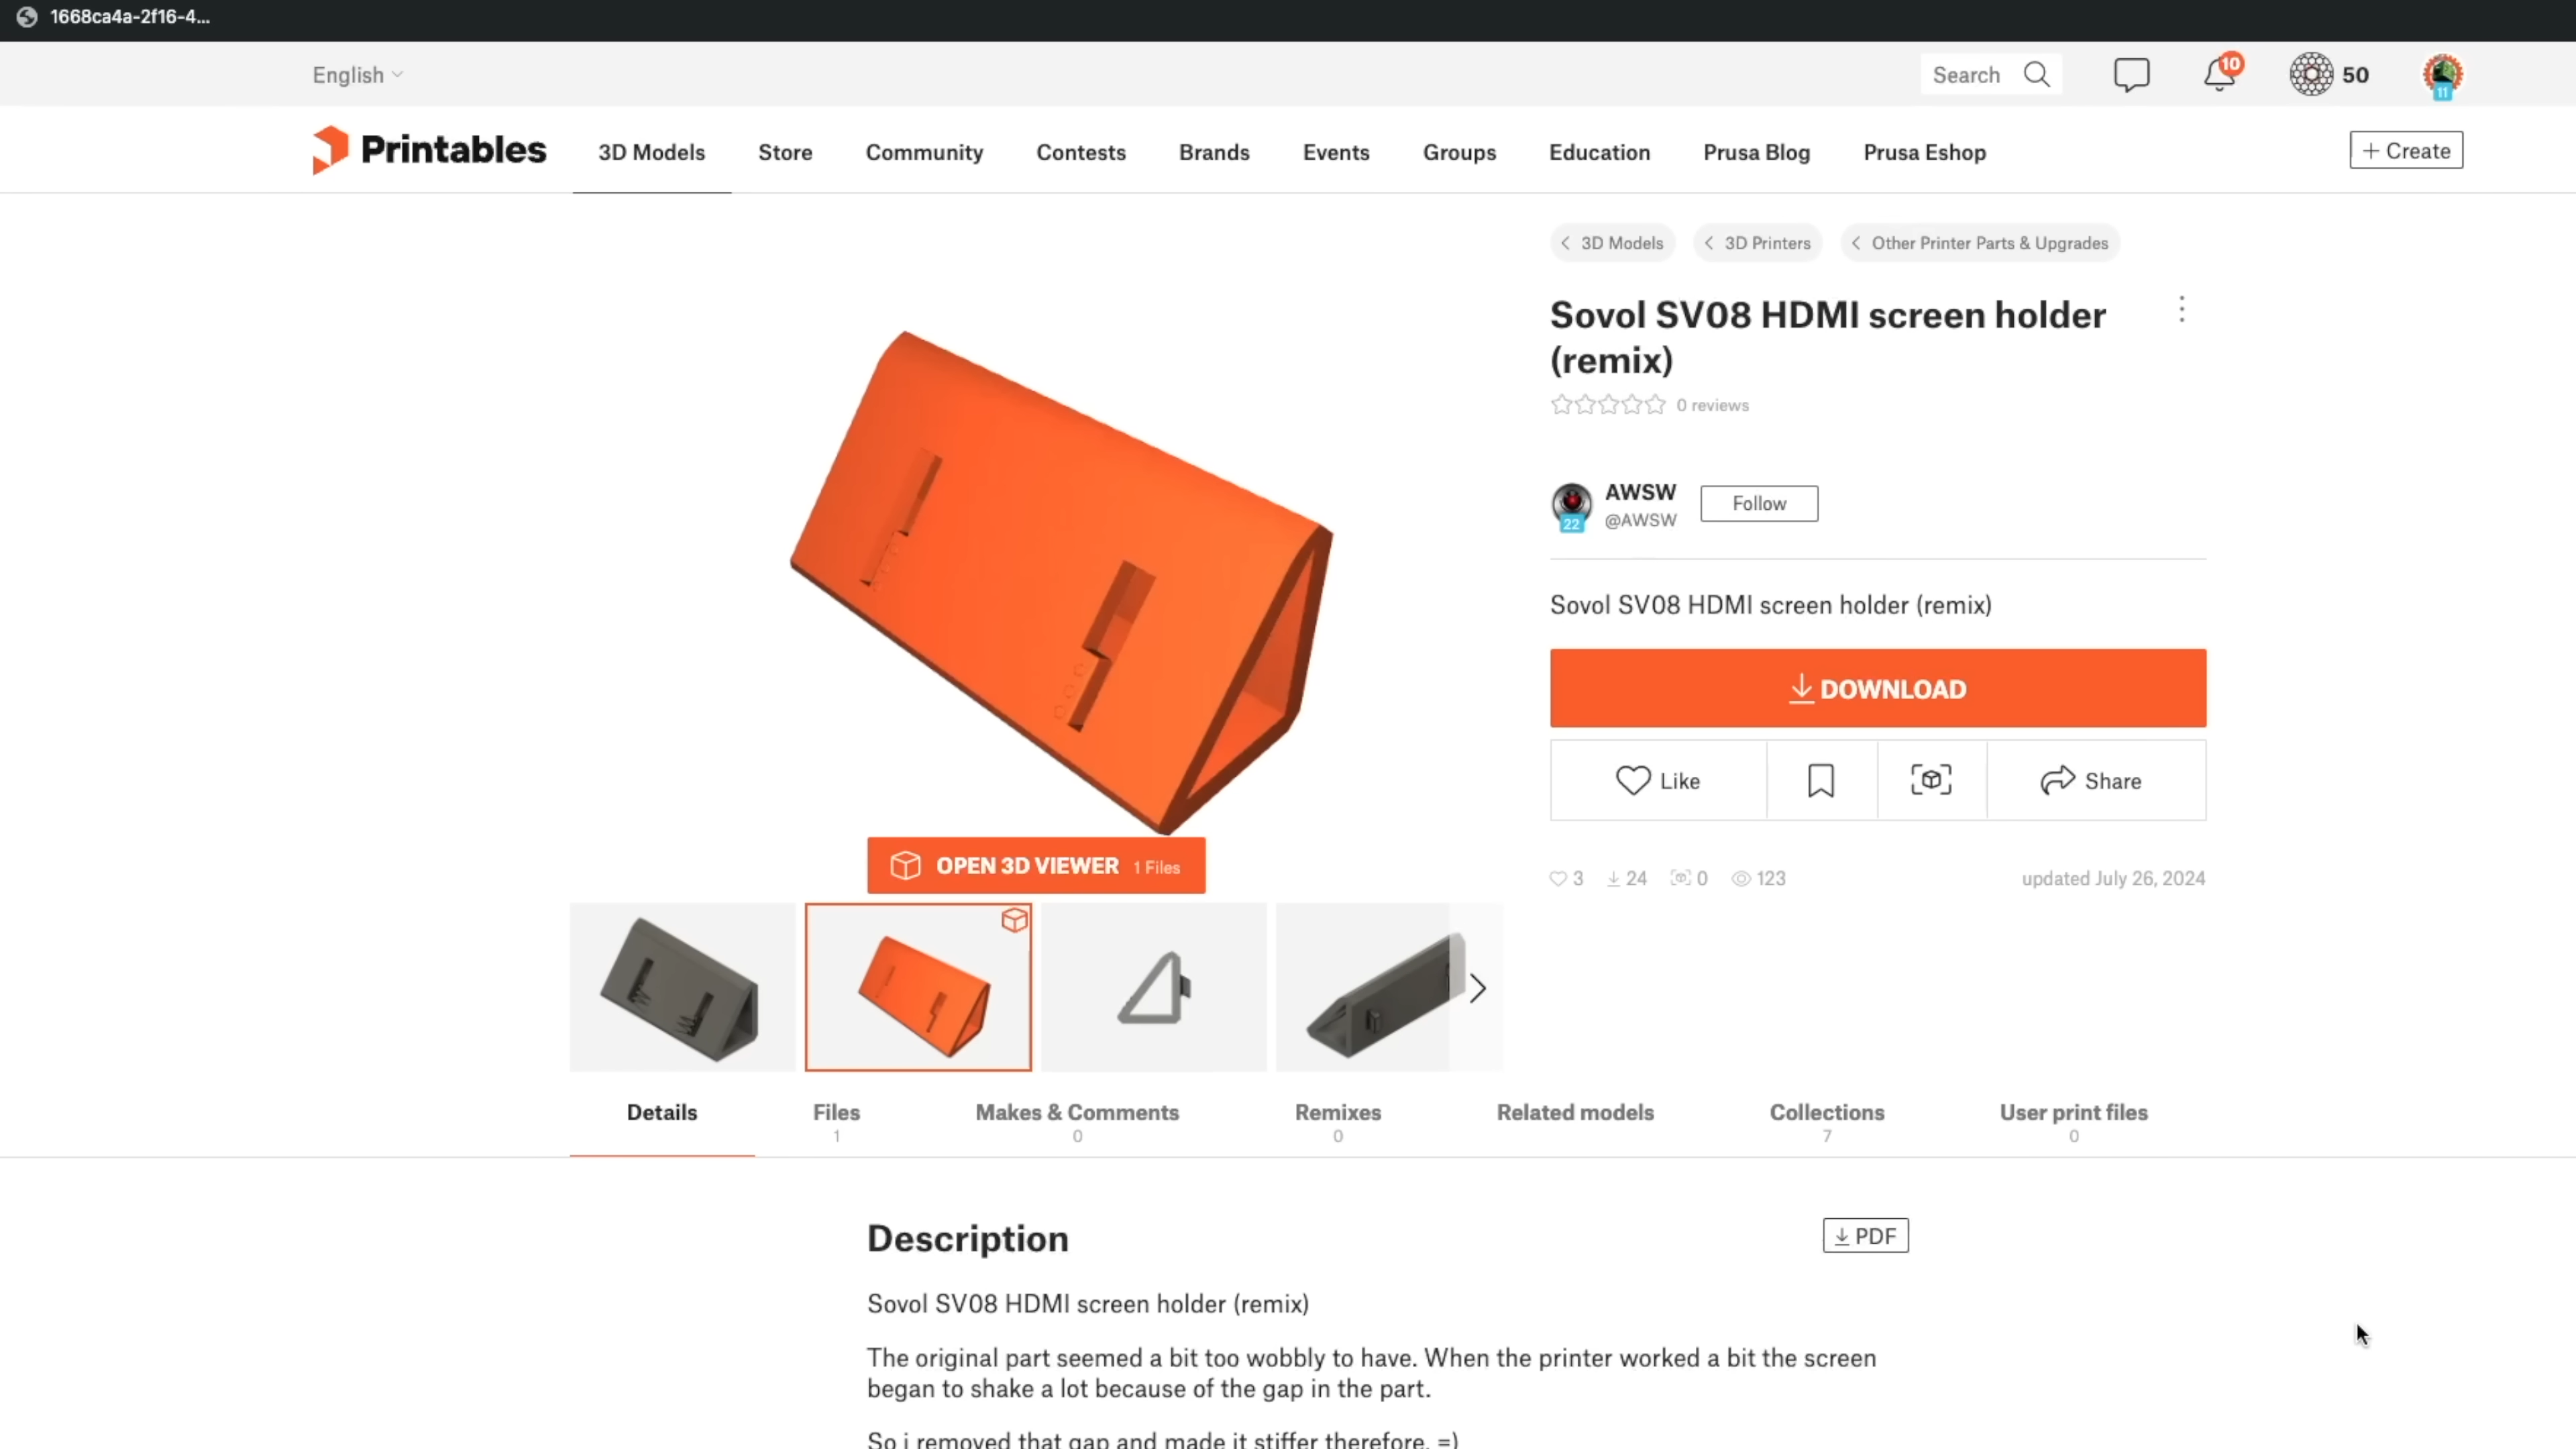 1668ca4a-2f16-4...
English
Search
10
50
11
Printables
3D Models
Store
Community
Contests
Brands
Events
Groups
Education
Prusa Blog
Prusa Eshop
+ Create
3D Models
3D Printers
Other Printer Parts & Upgrades
Sovol SV08 HDMI screen holder
(remix)
0 reviews
AWSW
@AWSW
22
Follow
Sovol SV08 HDMI screen holder (remix)
DOWNLOAD
Like
Share
3
24
0
123
updated July 26, 2024
OPEN 3D VIEWER 1 Files
Details
Files
1
Makes & Comments
0
Remixes
0
Related models
Collections
7
User print files
0
Description
PDF
Sovol SV08 HDMI screen holder (remix)
The original part seemed a bit too wobbly to have. When the printer worked a bit the screen
began to shake a lot because of the gap in the part.
So i removed that gap and made it stiffer therefore. =)